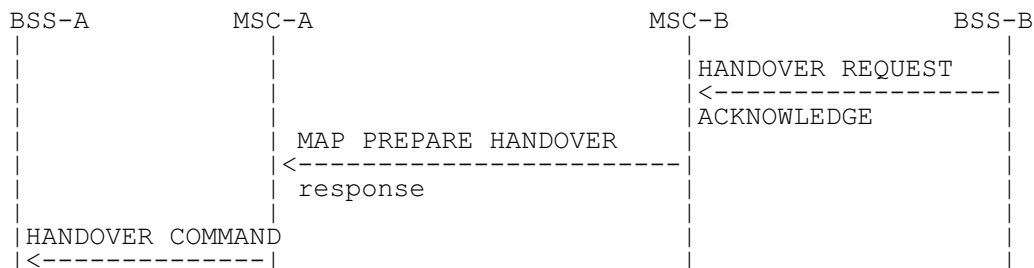 BSS-A MSC-A MSC-B BSS-B
HANDOVER REQUEST
ACKNOWLEDGE
MAP PREPARE HANDOVER
response
HANDOVER COMMAND